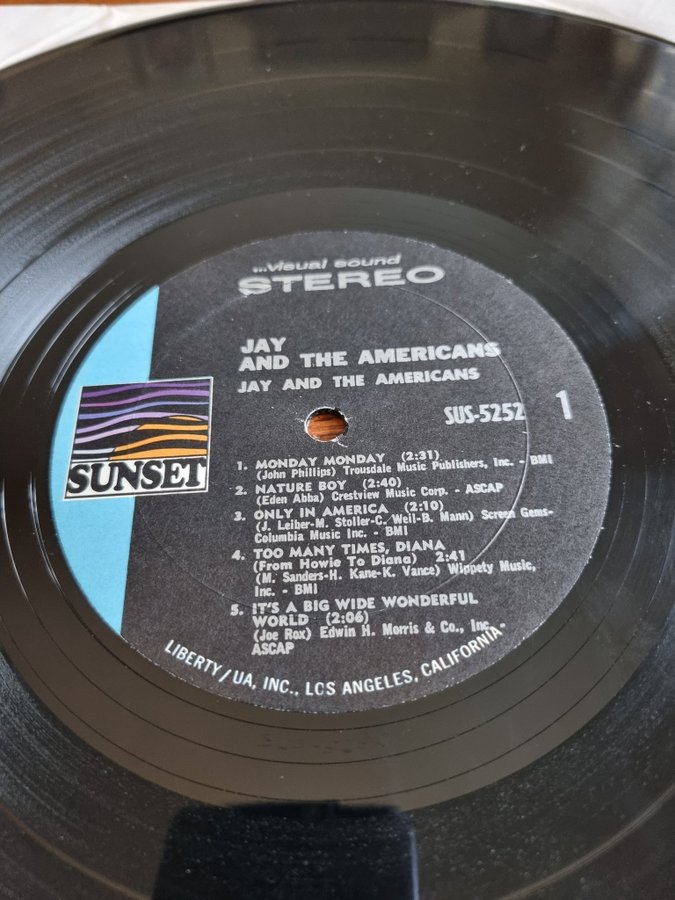 ...visual sound
STEREO
JAY
AND THE AMERICANS
JAY AND THE AMERICANS
SUS-5252
1
SUNSET
1. MONDAY MONDAY (2:31)
(John Phillips) Trousdale Music Publishers, Inc. - BMI
2. NATURE BOY (2:40)
(Eden Abba) Crestview Music Corp. - ASCAP
3. ONLY IN AMERICA (2:10)
(J. Leiber-M. Stoller-C. Weil-B. Mann) Screen Gems-
Columbia Music Inc. - BMI
4. TOO MANY TIMES, DIANA
(From Howie To Diana) 2:41
(M. Sanders-H. Kane-K. Vance) Wippety Music,
Inc. - BMI
5. IT'S A BIG WIDE WONDERFUL
WORLD (2:06)
(Joe Rox) Edwin H. Morris & Co., Inc. -
ASCAP
LIBERTY/UA, INC., LOS ANGELES, CALIFORNIA